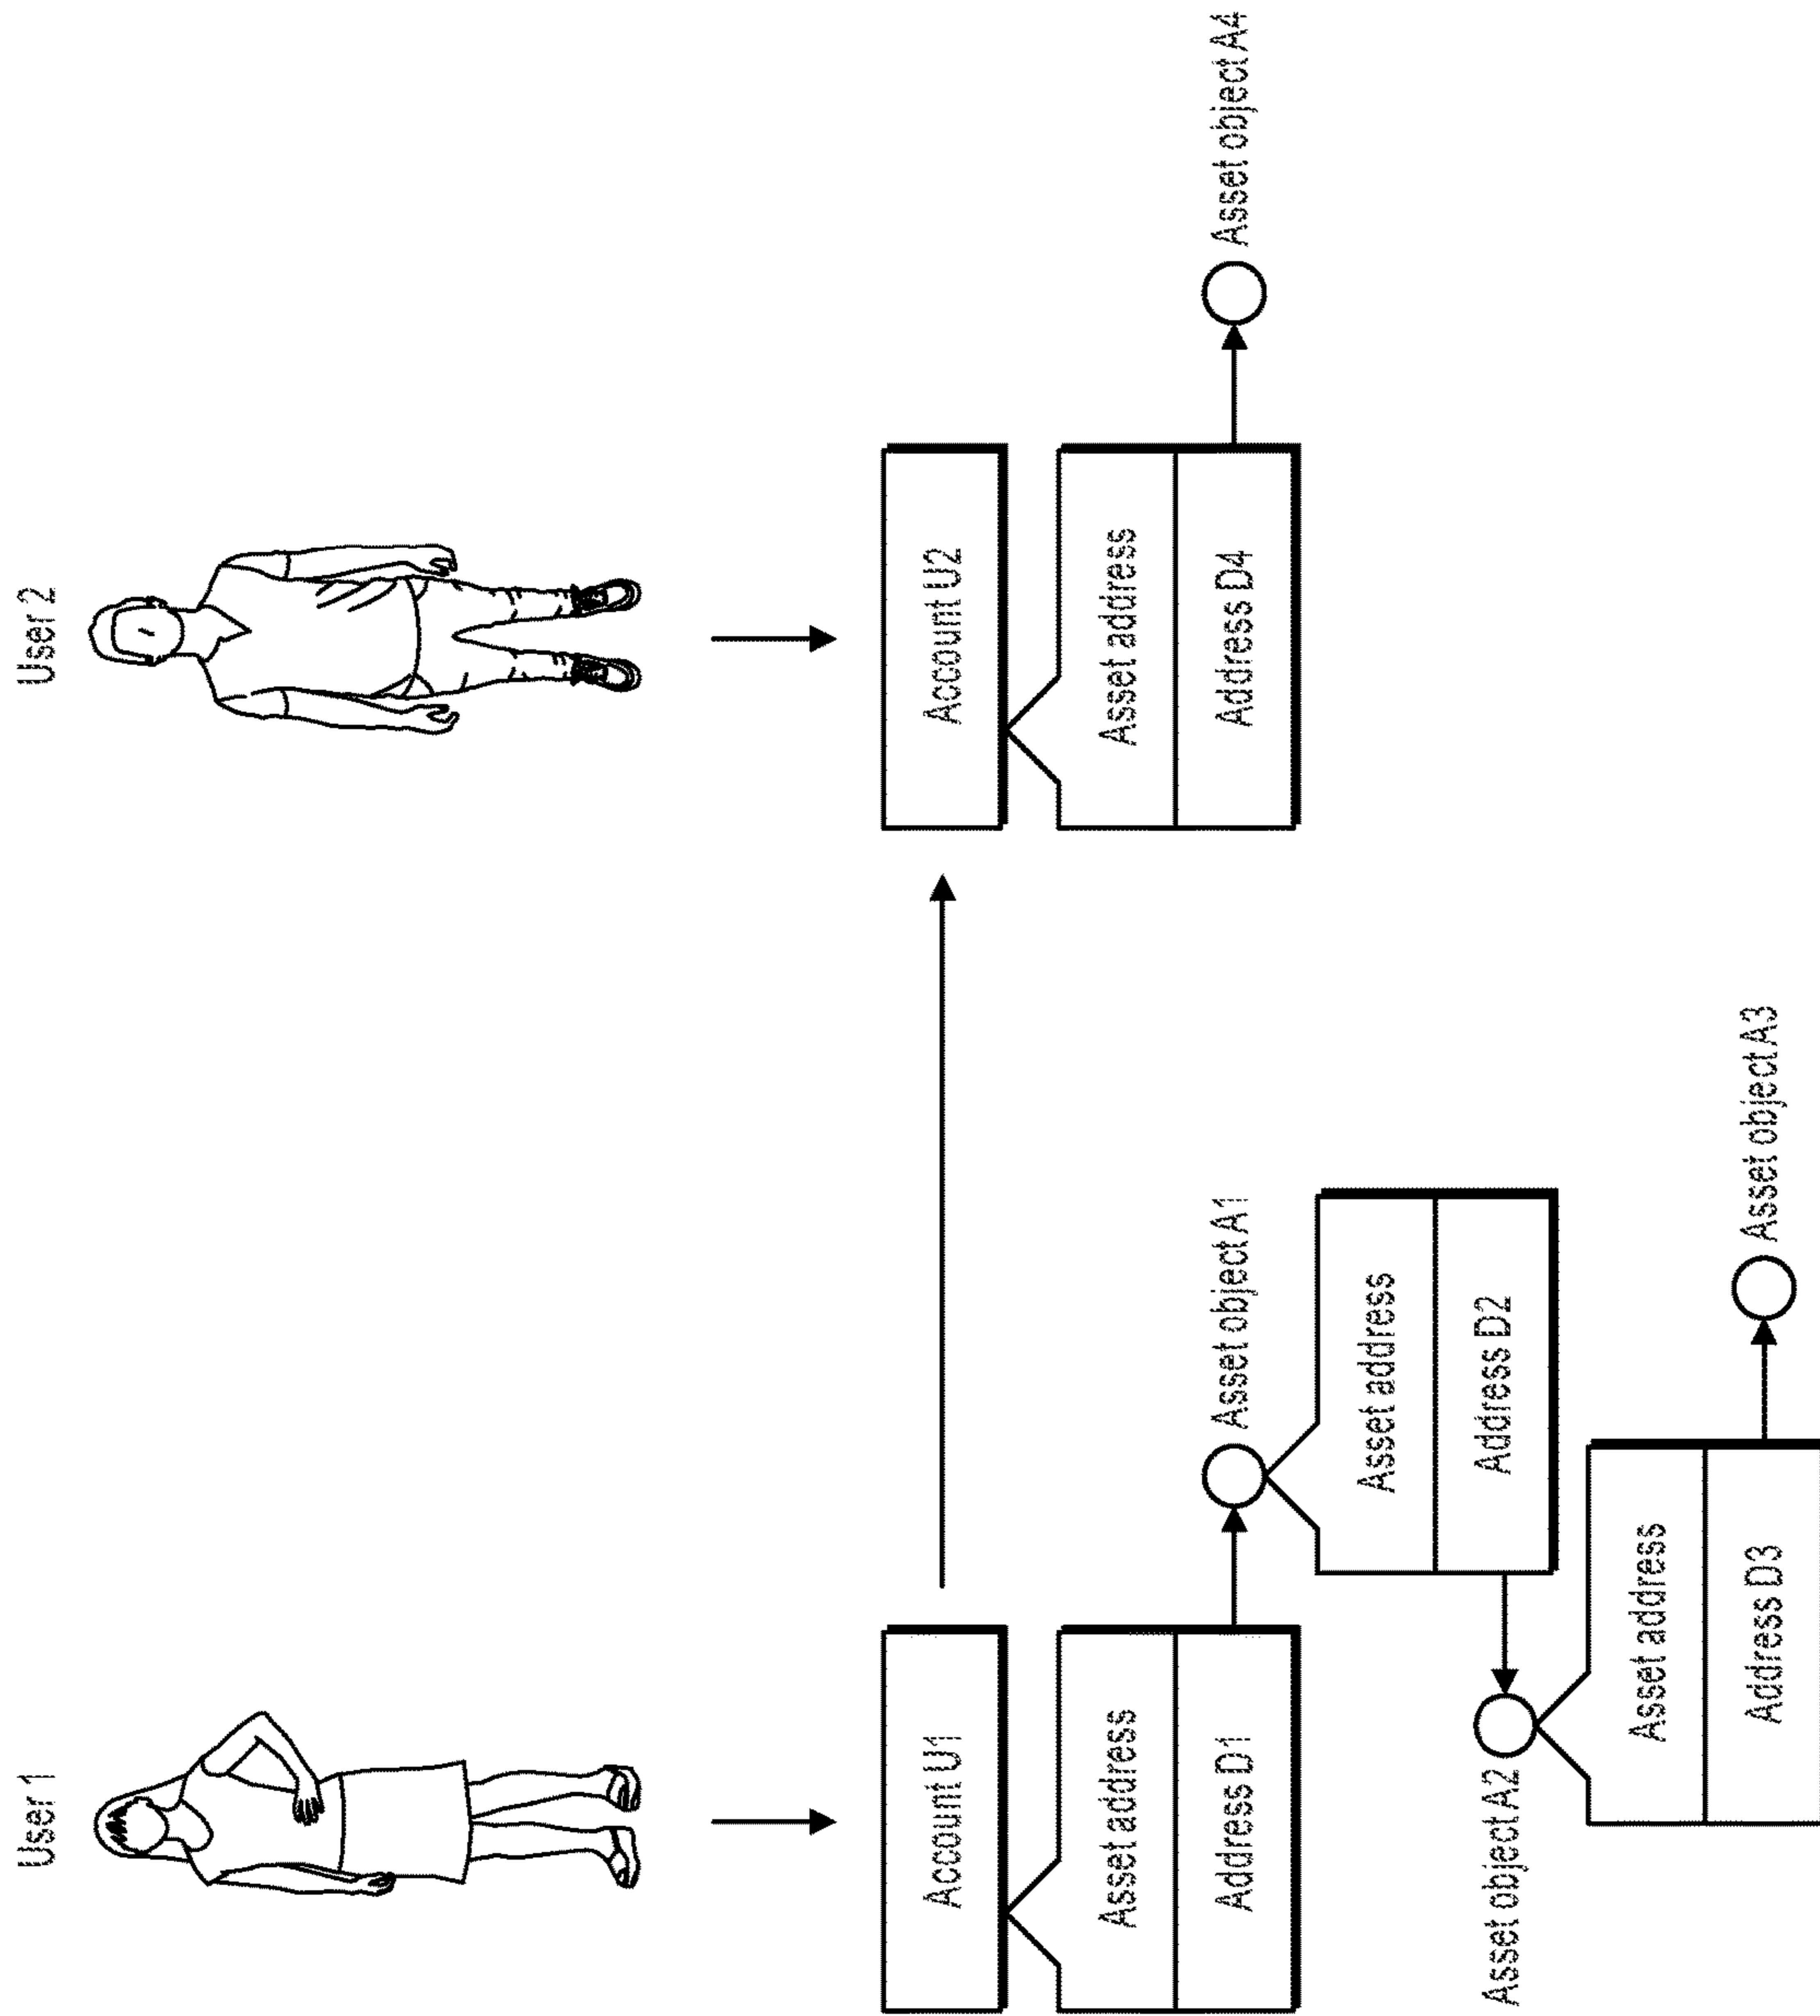 User 1
User 2
Account U1
Account U2
Asset address
Address D1
Asset address
Address D4
Asset object A1
Asset object A4
Asset address
Address D2
Asset object A2
Asset address
Address D3
Asset object A3